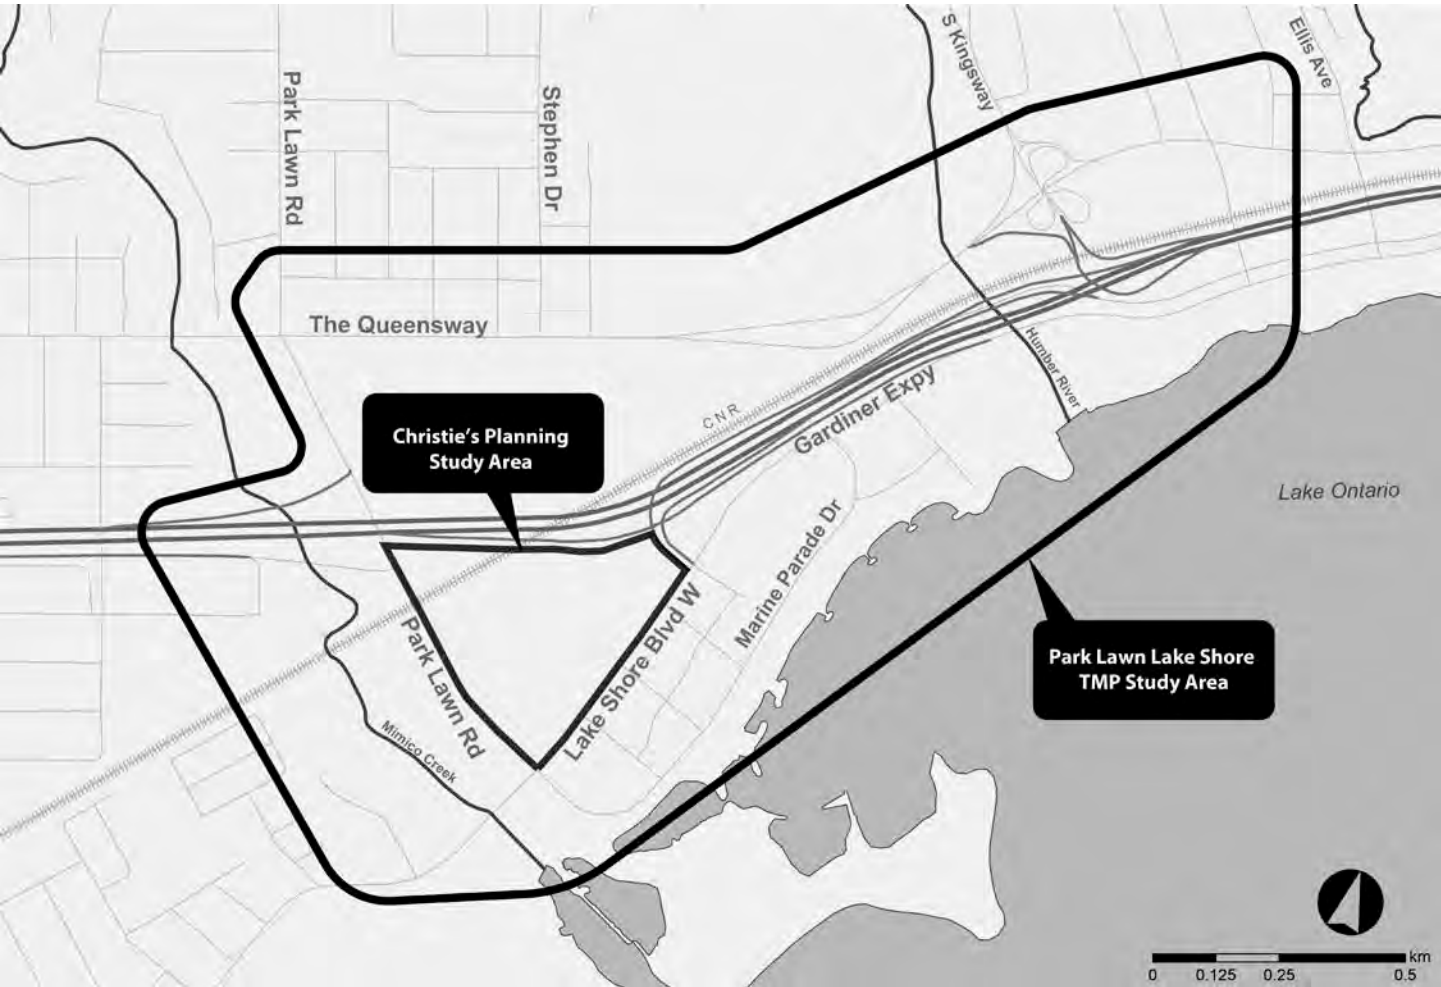 S Kingsway
Ellis Ave
Park Lawn Rd
Stephen Dr
The Queensway
Humber River
CNR
Gardiner Expy
Christie's Planning
Study Area
Lake Ontario
Marine Parade Dr
Lake Shore Blvd W
Park Lawn Rd
Park Lawn Lake Shore
TMP Study Area
Mimico Creek
km
0 0.125 0.25 0.5